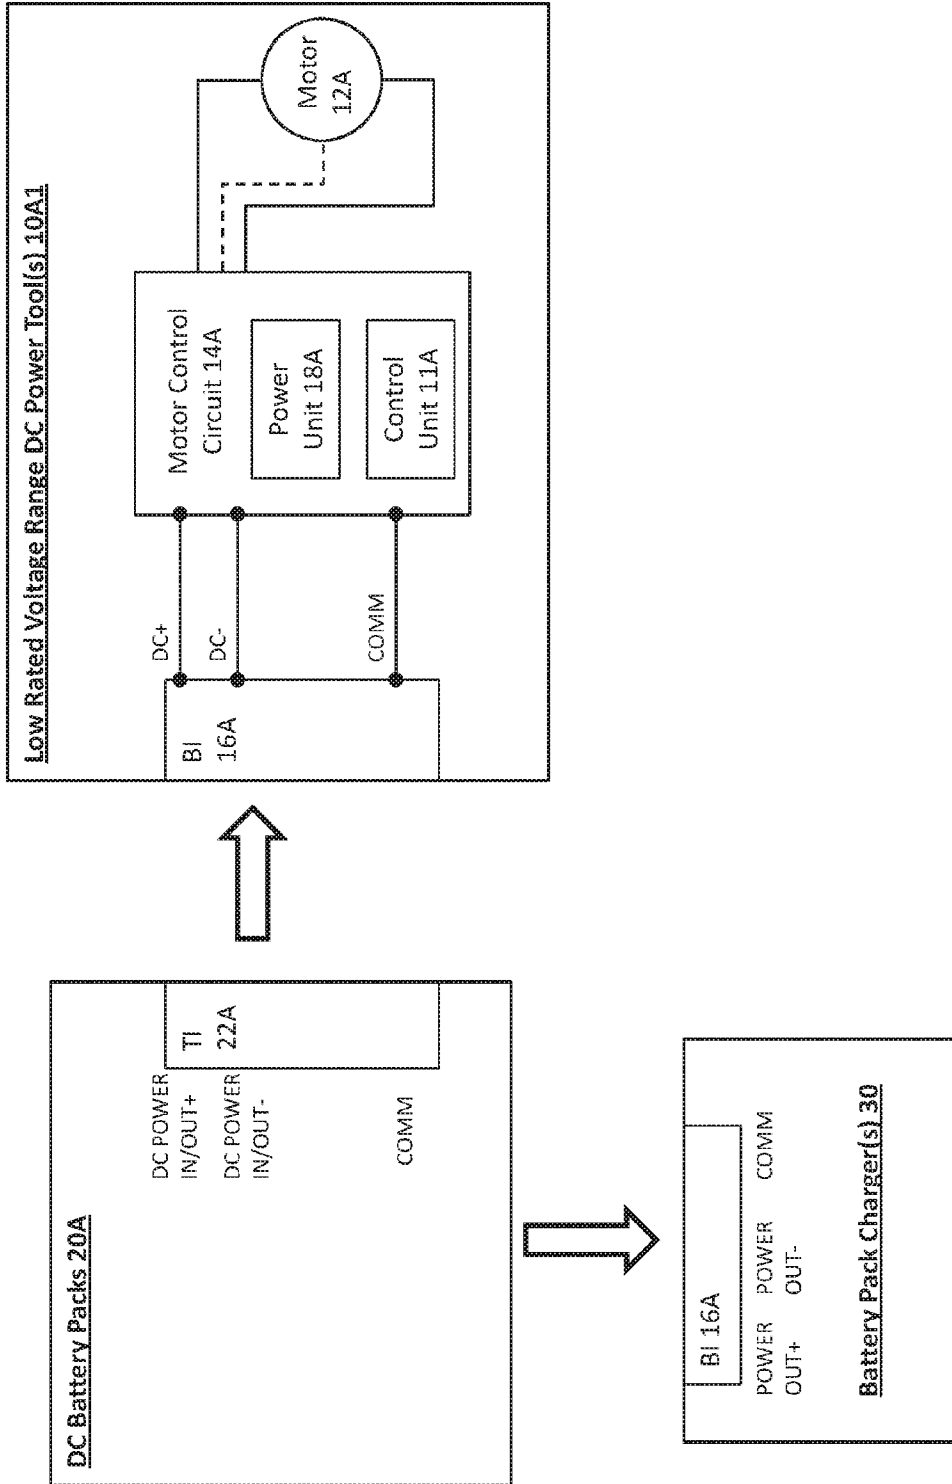 DC Battery Packs 20A
DC POWER
IN/OUT+
DC POWER
IN/OUT-
COMM
TI
22A
Low Rated Voltage Range DC Power Tool(s) 10A1
BI
16A
DC+
DC-
COMM
Motor Control
Circuit 14A
Power
Unit 18A
Control
Unit 11A
Motor
12A
BI 16A
POWER POWER COMM
OUT+ OUT-
Battery Pack Charger(s) 30